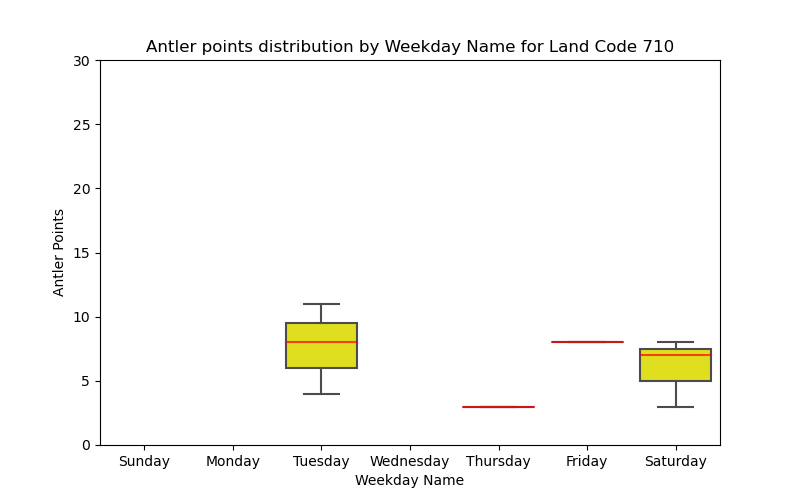 Antler points distribution by Weekday Name for Land Code 710
30
25
20
15
10
5
0
Antler Points
Sunday Monday Tuesday Wednesday Thursday Friday Saturday
Weekday Name